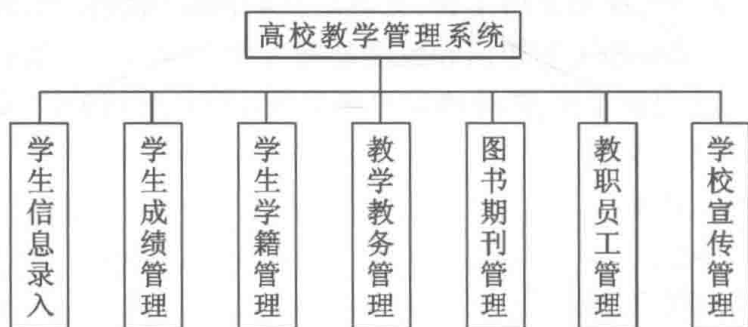 高校教学管理系统
学生信息录入
学生成绩管理
学生学籍管理
教学教务管理
图书期刊管理
教职员工管理
学校宣传管理